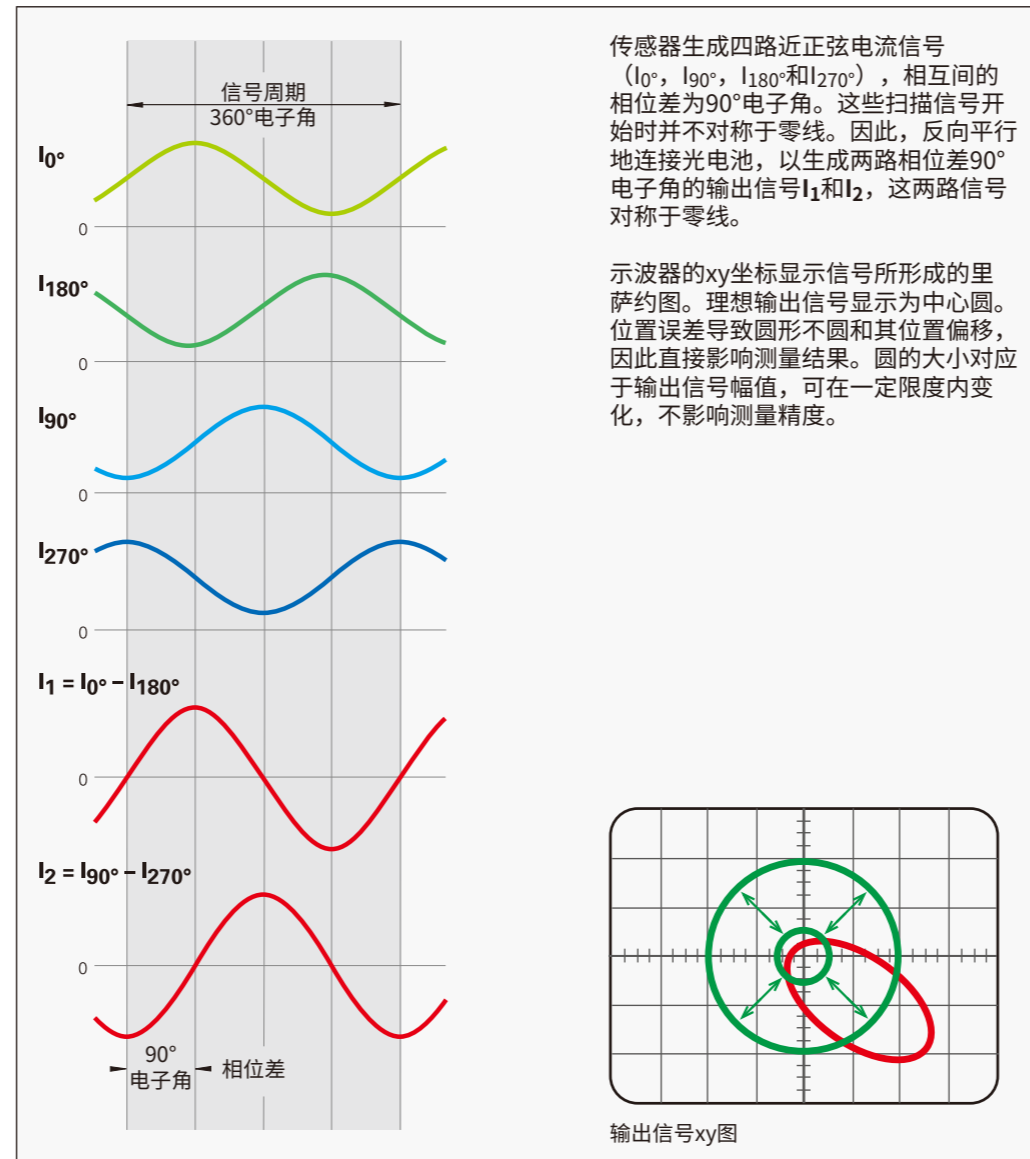 信号周期
360°电子角
I0°
0
I180°
0
I90°
0
I270°
0
I1 = I0° – I180°
0
I2 = I90° – I270°
0
90°
电子角
相位差
传感器生成四路近正弦电流信号
（I0°，I90°，I180°和I270°），相互间的
相位差为90°电子角。这些扫描信号开
始时并不对称于零线。因此，反向平行
地连接光电池，以生成两路相位差90°
电子角的输出信号I1和I2，这两路信号
对称于零线。
示波器的xy坐标显示信号所形成的里
萨约图。理想输出信号显示为中心圆。
位置误差导致圆形不圆和其位置偏移，
因此直接影响测量结果。圆的大小对应
于输出信号幅值，可在一定限度内变
化，不影响测量精度。
输出信号xy图